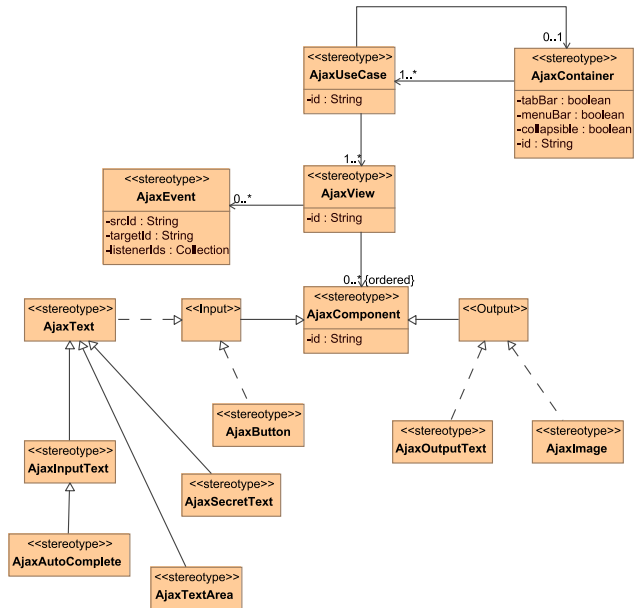 0..1
<<stereotype>>
AjaxUseCase
-id : String
1..*
<<stereotype>>
AjaxContainer
-tabBar : boolean
-menuBar : boolean
-collapsible : boolean
-id : String
1..*
<<stereotype>>
AjaxEvent
-srcId : String
-targetId : String
-listenerIds : Collection
0..*
<<stereotype>>
AjaxView
-id : String
0..* {ordered}
<<stereotype>>
AjaxText
<<Input>>
<<stereotype>>
AjaxComponent
-id : String
<<Output>>
<<stereotype>>
AjaxButton
<<stereotype>>
AjaxOutputText
<<stereotype>>
AjaxImage
<<stereotype>>
AjaxInputText
<<stereotype>>
AjaxSecretText
<<stereotype>>
AjaxAutoComplete
<<stereotype>>
AjaxTextArea